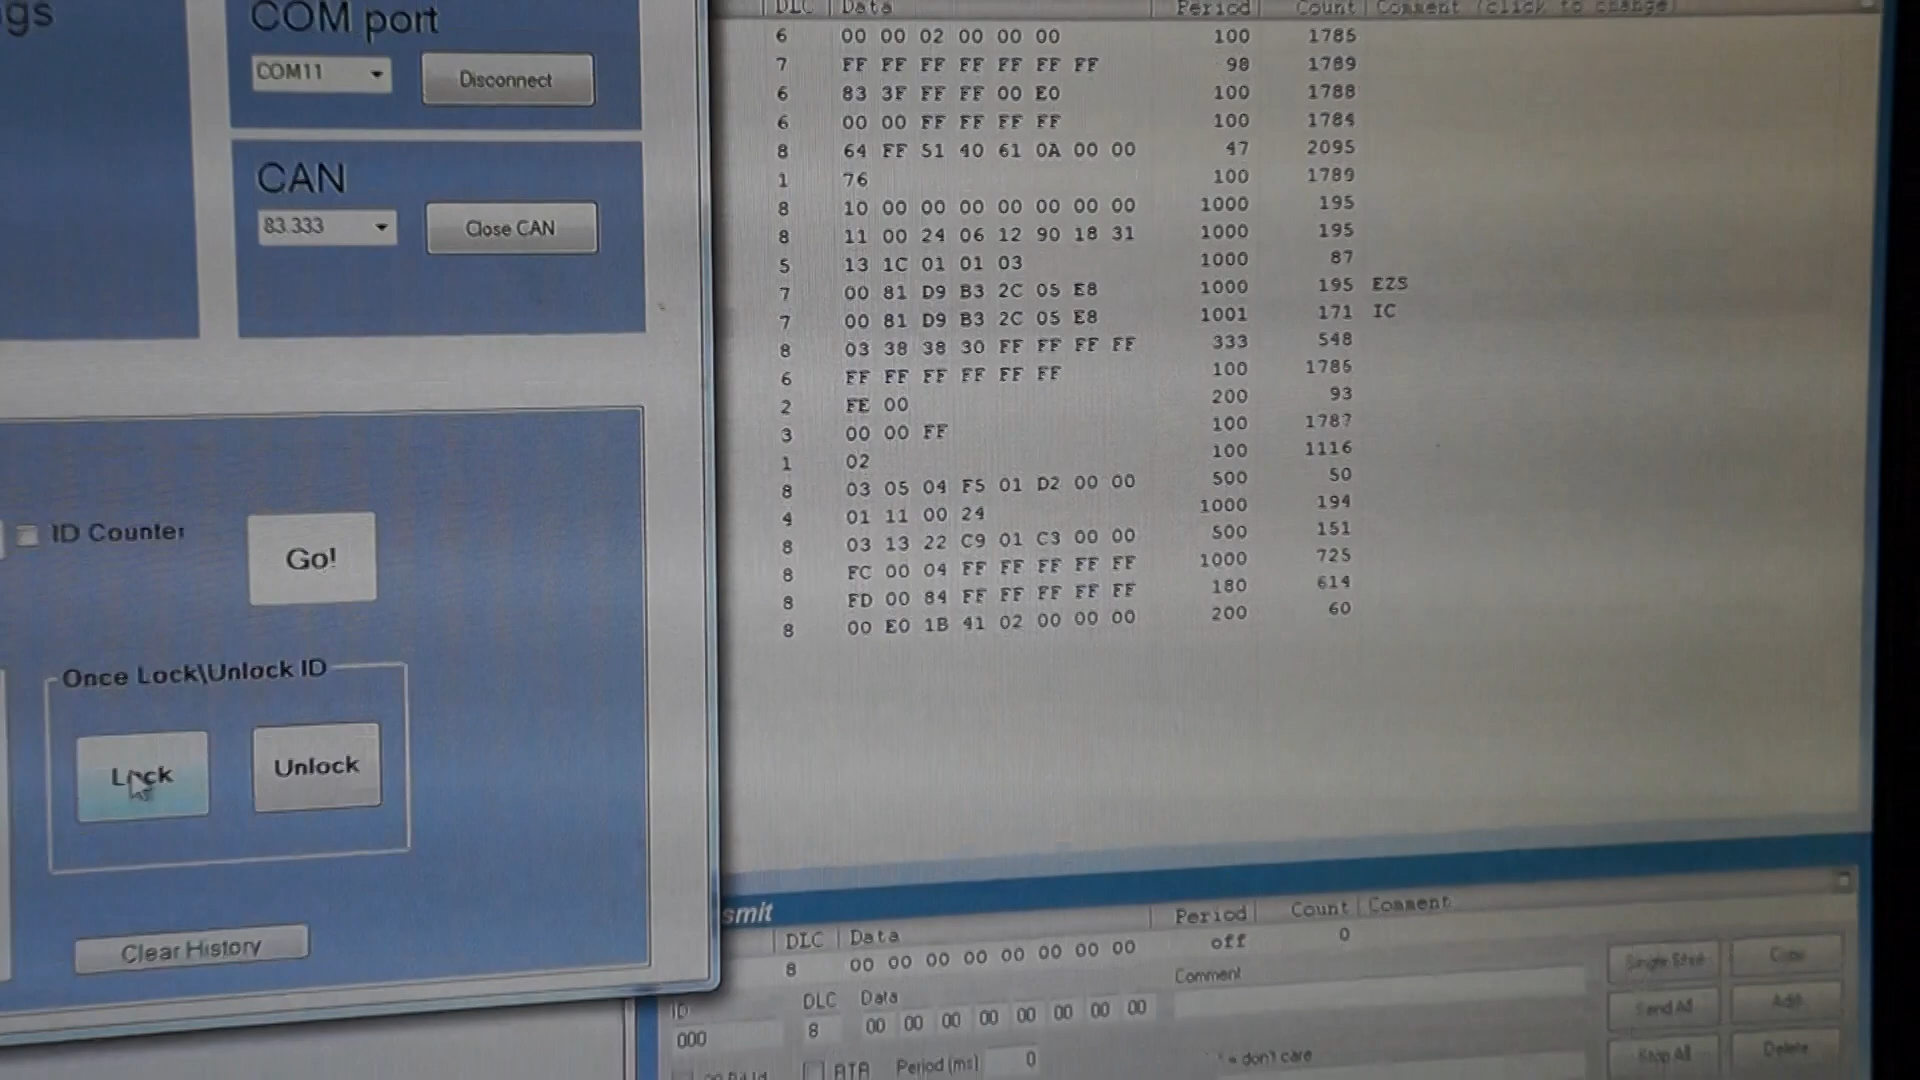 gs
COM port
COM11
Disconnect
CAN
83.333
Close CAN
ID Counter
Go!
Once Lock\Unlock ID
Lock
Unlock
Clear History
DLC Data Period Count Comment (click to change)
6 00 00 02 00 00 00 100 1785
7 FF FF FF FF FF FF FF 98 1789
6 83 3F FF FF 00 E0 100 1788
6 00 00 FF FF FF FF 100 1784
8 64 FF 51 40 61 0A 00 00 47 2095
1 76 100 1789
8 10 00 00 00 00 00 00 00 1000 195
8 11 00 24 06 12 90 18 31 1000 195
5 13 1C 01 01 03 1000 87
7 00 81 D9 B3 2C 05 E8 1000 195 EZS
7 00 81 D9 B3 2C 05 E8 1001 171 IC
8 03 38 38 30 FF FF FF FF 333 548
6 FF FF FF FF FF FF 100 1785
2 FE 00 200 93
3 00 00 FF 100 1787
1 02 100 1116
8 03 05 04 F5 01 D2 00 00 500 50
4 01 11 00 24 1000 194
8 03 13 22 C9 01 C3 00 00 500 151
8 FC 00 04 FF FF FF FF FF 1000 725
8 FD 00 84 FF FF FF FF FF 180 614
8 00 E0 1B 41 02 00 00 00 200 60
smit
DLC Data Period Count Comment
8 00 00 00 00 00 00 00 00 off 0
ID DLC Data Comment
000 8 00 00 00 00 00 00 00 00
RTR Period (ms) 0
= don't care
Single Shot
Copy
Send All
Add
Stop All
Delete